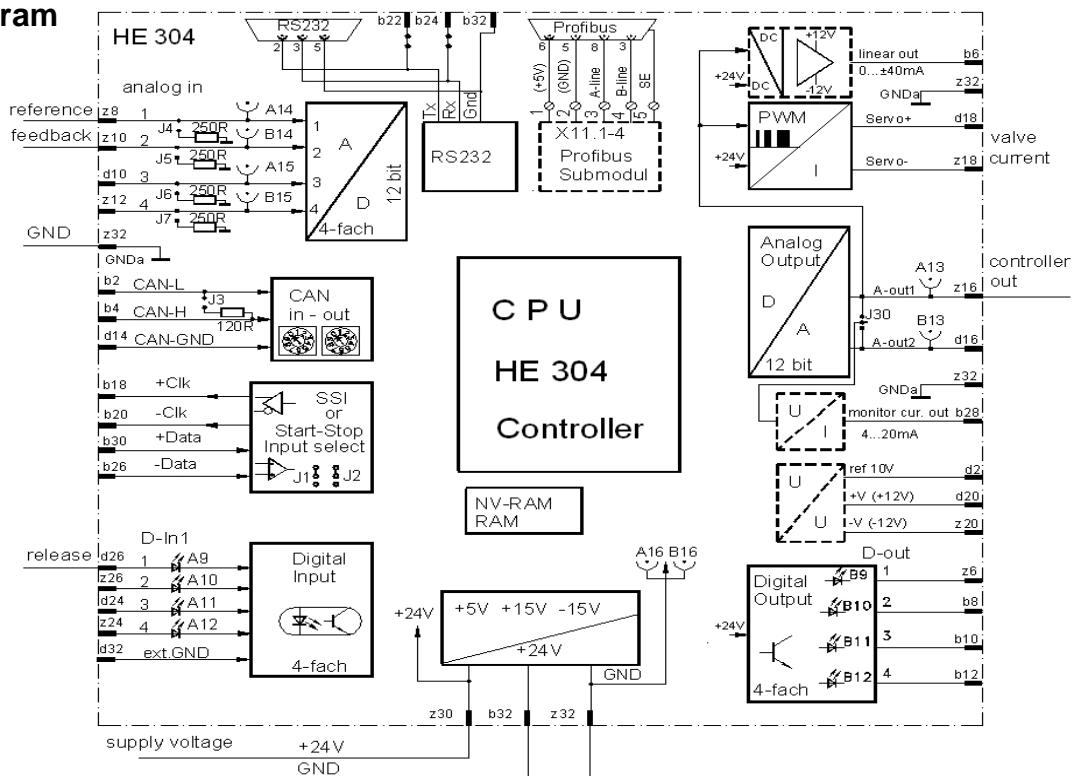 ram
HE 304
RS232
2 3 5
b22 b24 b32
Profibus
6 5 8 3
(+5V) (GND) A-line B-line SE
1 2 3 4 5
X11.1-4
Profibus
Submodul
Tx Rx Gnd
RS232
analog in
reference z8 1 A14
J4 250R B14
feedback z10 2
J5 250R A15
d10 3
J6 250R B15
z12 4
J7 250R
1
2
3
4
A
D
12 bit
4-fach
GND z32
GNDa
b2 CAN-L
J3
b4 CAN-H
120R
d14 CAN-GND
CAN
in - out
b18 +Clk
b20 -Clk
b30 +Data
b26 -Data
SSI
or
Start-Stop
Input select
J1 J2
D-In1
release d26 1 A9
z26 2 A10
d24 3 A11
z24 4 A12
d32 ext.GND
Digital
Input
4-fach
CPU
HE 304
Controller
NV-RAM
RAM
+24V
+5V +15V -15V
+24V
GND
A16 B16
z30 b32 z32
supply voltage
+24V
GND
DC
+24V
DC
+12V
-12V
linear out b6
0...±40mA
z32
GNDa
PWM
+24V
I
Servo+ d18
Servo- z18
valve
current
Analog
Output
D
A
12 bit
A13
A-out1 z16
controller
out
J30
B13
A-out2 d16
z32
GNDa
U
I
monitor cur. out b28
4...20mA
U
U
ref 10V d2
+V (+12V) d20
-V (-12V) z20
D-out
Digital
Output
+24V
4-fach
B9 1 z6
B10 2 b8
B11 3 b10
B12 4 b12